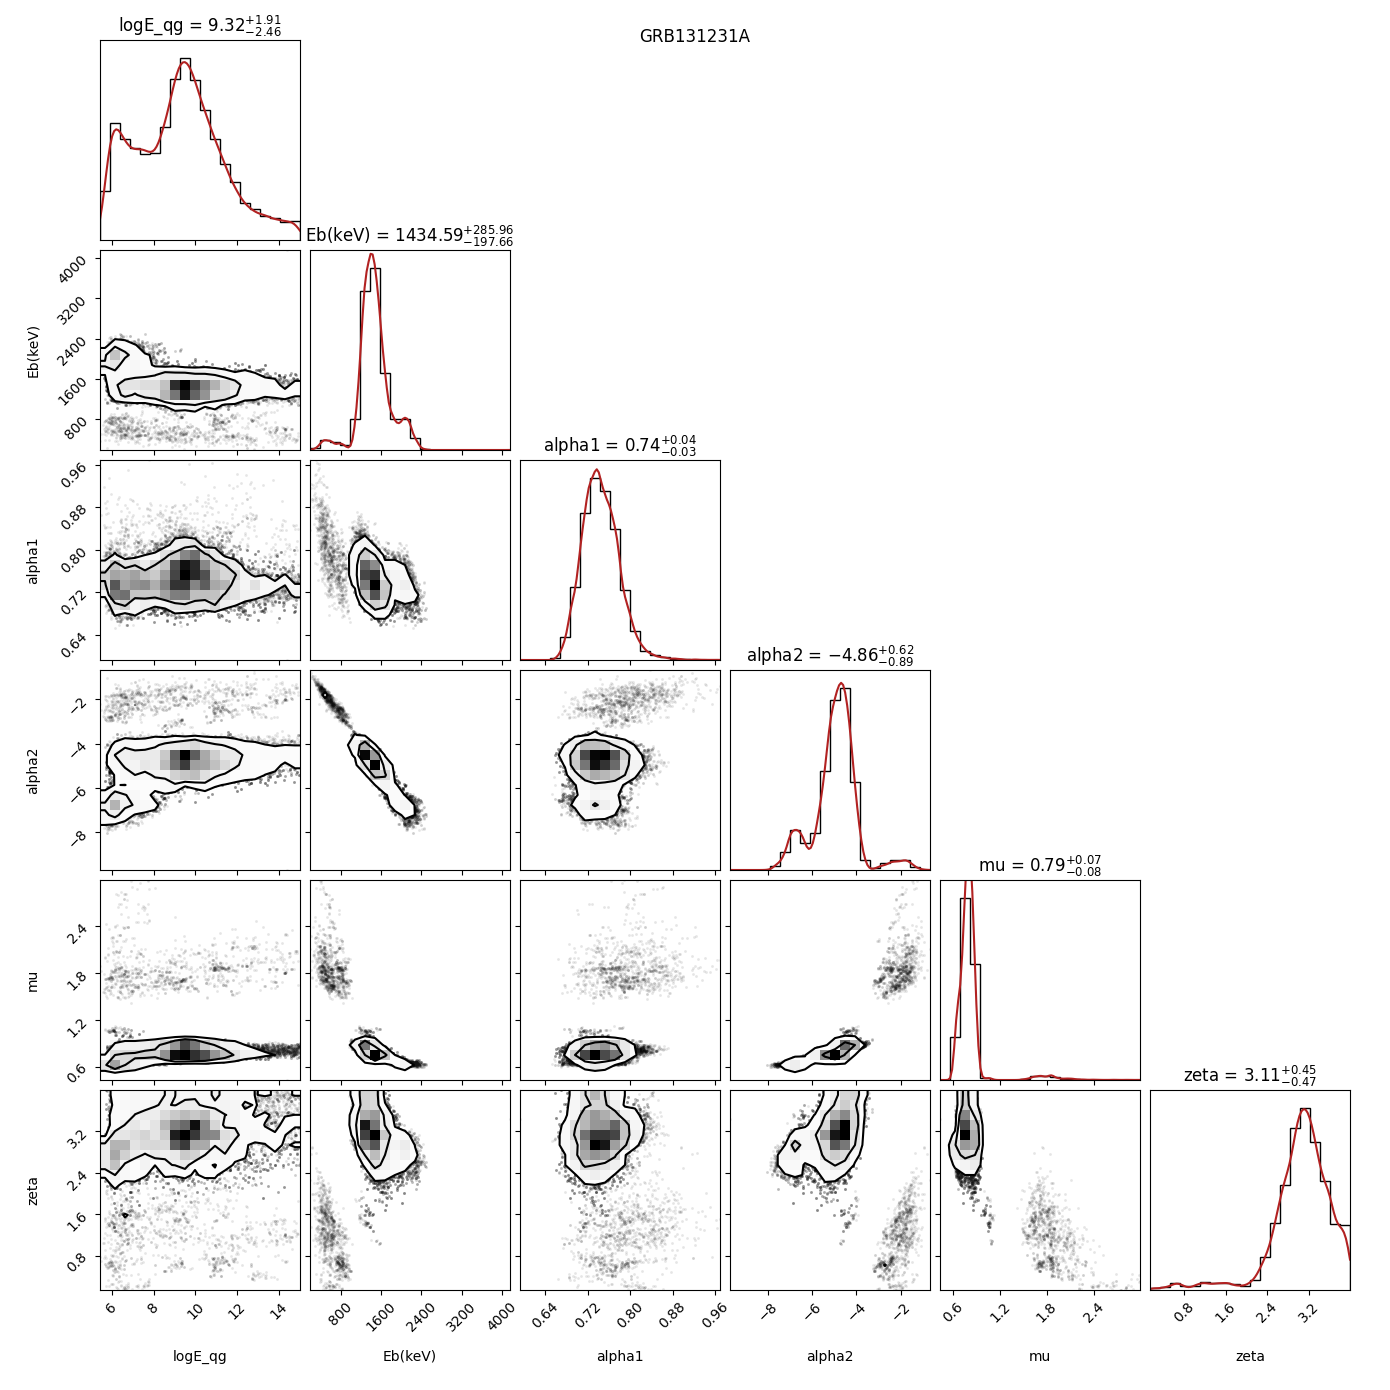 GRB131231A
logE_qg = 9.32+1.91−2.46
Eb(keV) = 1434.59+285.96−197.66
4000
3200
2400
1600
800
Eb(keV)
alpha1 = 0.74+0.04−0.03
0.96
0.88
0.80
0.72
0.64
alpha1
alpha2 = −4.86+0.62−0.89
−2
−4
−6
−8
alpha2
mu = 0.79+0.07−0.08
2.4
1.8
1.2
0.6
mu
zeta = 3.11+0.45−0.47
3.2
2.4
1.6
0.8
zeta
6 8 10 12 14
800 1600 2400 3200 4000
0.64 0.72 0.80 0.88 0.96
−8 −6 −4 −2
0.6 1.2 1.8 2.4
0.8 1.6 2.4 3.2
logE_qg Eb(keV) alpha1 alpha2 mu zeta